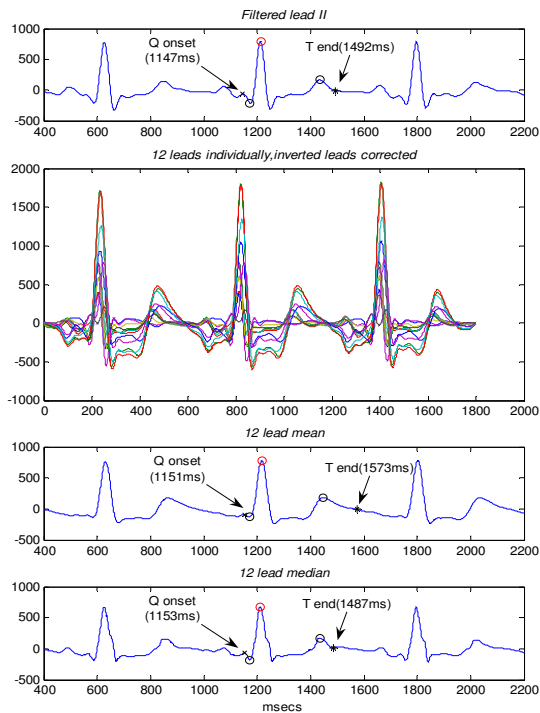 Filtered lead II
1000
500
0
-500
Q onset
(1147ms)
T end(1492ms)
400 600 800 1000 1200 1400 1600 1800 2000 2200
12 leads individually,inverted leads corrected
2000
1500
1000
500
0
-500
-1000
0 200 400 600 800 1000 1200 1400 1600 1800 2000
12 lead mean
1000
500
0
-500
Q onset
(1151ms)
T end(1573ms)
400 600 800 1000 1200 1400 1600 1800 2000 2200
12 lead median
1000
500
0
-500
Q onset
(1153ms)
T end(1487ms)
400 600 800 1000 1200 1400 1600 1800 2000 2200
msecs